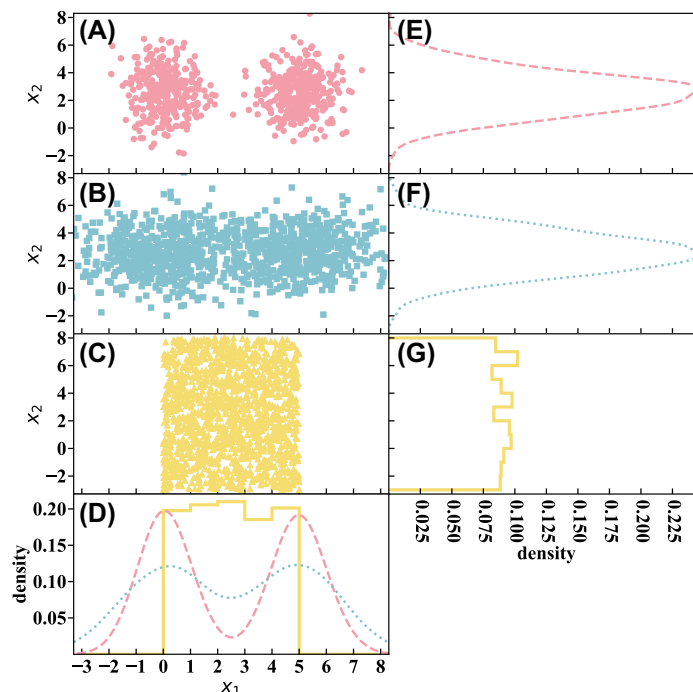 (A)
8
6
4
2
0
−2
x2
(E)
(B)
8
6
4
2
0
−2
x2
(F)
(C)
8
6
4
2
0
−2
x2
(G)
0.025
0.050
0.075
0.100
0.125
0.150
0.175
0.200
0.225
density
(D)
0.20
0.15
0.10
0.05
density
−3 −2 −1 0 1 2 3 4 5 6 7 8
x1